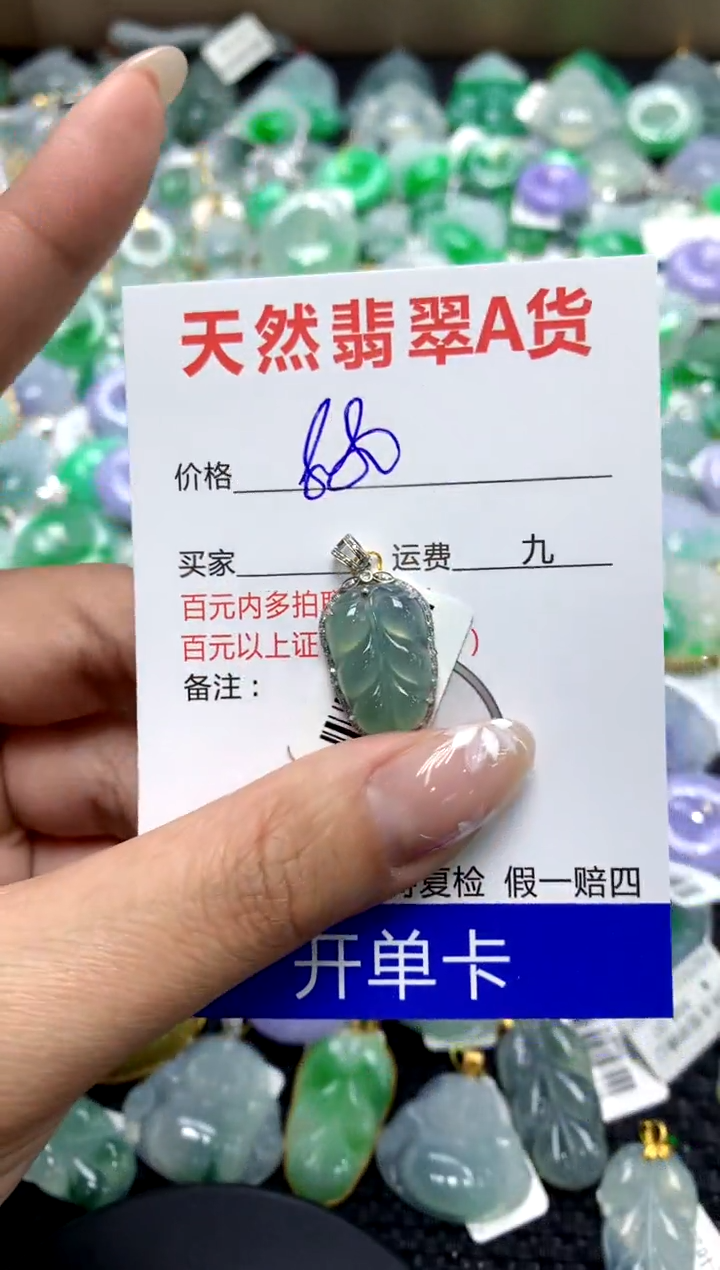 天然翡翠A货
价格
买家 运费 九
百元内多拍
百元以上证 )
备注：
复检 假一赔四
开单卡